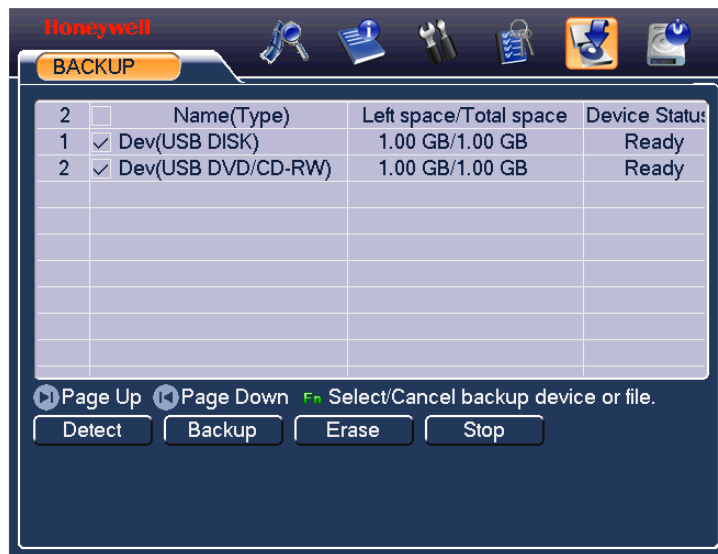 Honeywell
BACKUP
2 Name(Type) Left space/Total space Device Status
1 Dev(USB DISK) 1.00 GB/1.00 GB Ready
2 Dev(USB DVD/CD-RW) 1.00 GB/1.00 GB Ready
Page Up Page Down Fn Select/Cancel backup device or file.
Detect Backup Erase Stop